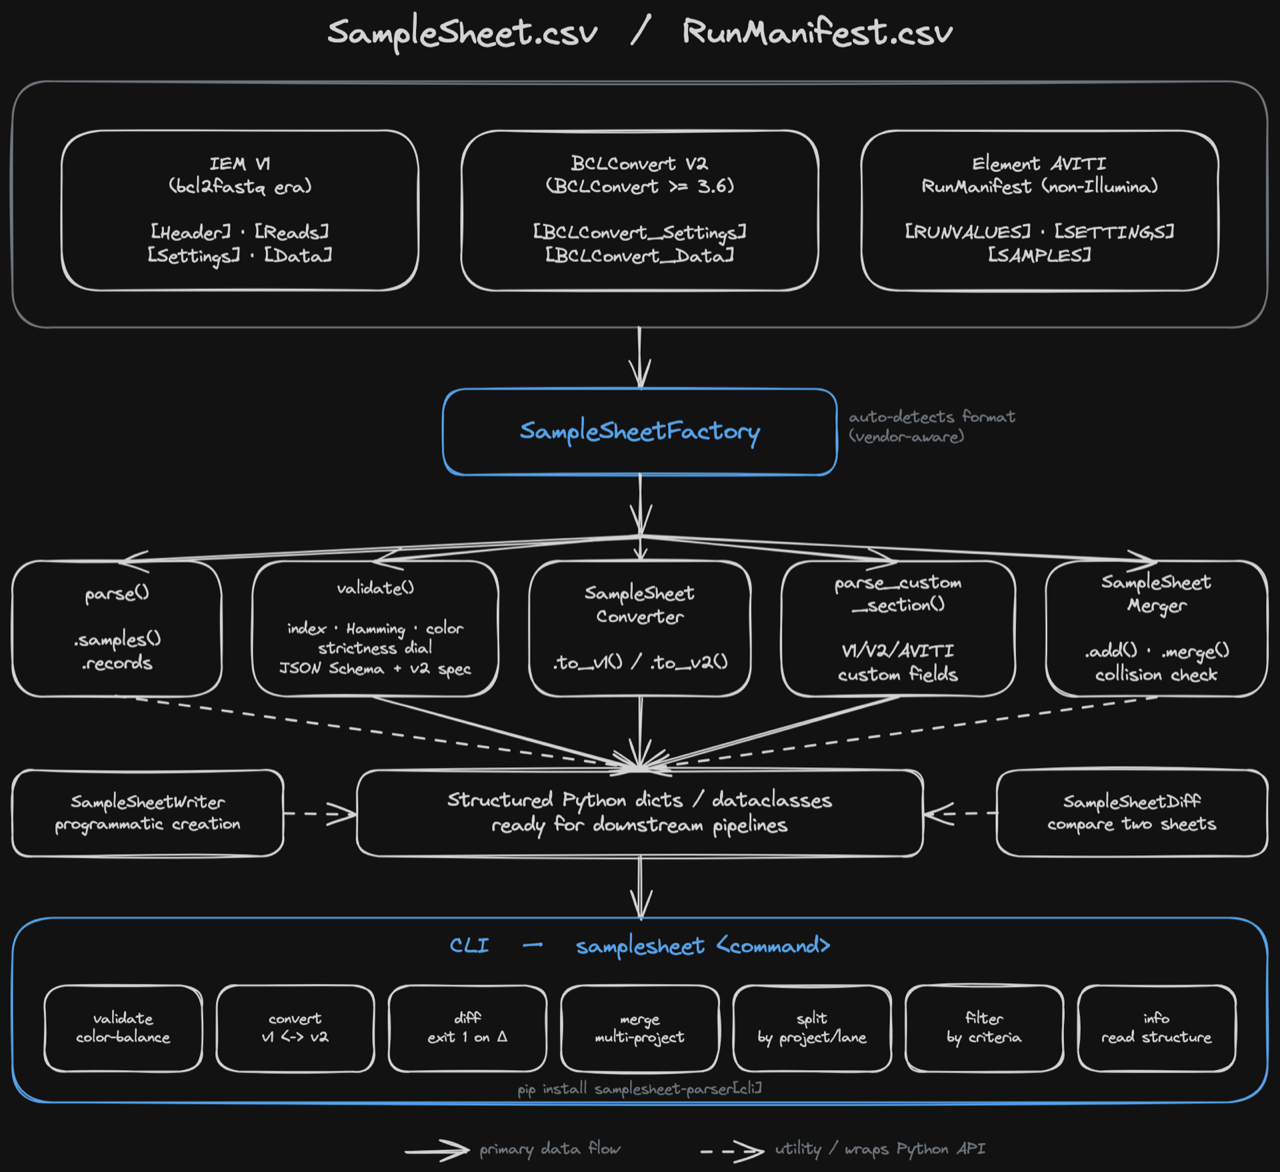 SampleSheet.csv / RunManifest.csv
IEM V1
(bcl2fastq era)
[Header] · [Reads]
[Settings] · [Data]
BCLConvert V2
(BCLConvert >= 3.6)
[BCLConvert_Settings]
[BCLConvert_Data]
Element AVITI
RunManifest (non-Illumina)
[RUNVALUES] · [SETTINGS]
[SAMPLES]
SampleSheetFactory
auto-detects format
(vendor-aware)
parse()
.samples()
.records
validate()
index · Hamming · color
strictness dial
JSON Schema + v2 spec
SampleSheet
Converter
.to_v1() / .to_v2()
parse_custom
_section()
V1/V2/AVITI
custom fields
SampleSheet
Merger
.add() · .merge()
collision check
SampleSheetWriter
programmatic creation
Structured Python dicts / dataclasses
ready for downstream pipelines
SampleSheetDiff
compare two sheets
CLI — samplesheet <command>
validate
color-balance
convert
v1 <-> v2
diff
exit 1 on Δ
merge
multi-project
split
by project/lane
filter
by criteria
info
read structure
pip install samplesheet-parser[cli]
primary data flow
utility / wraps Python API